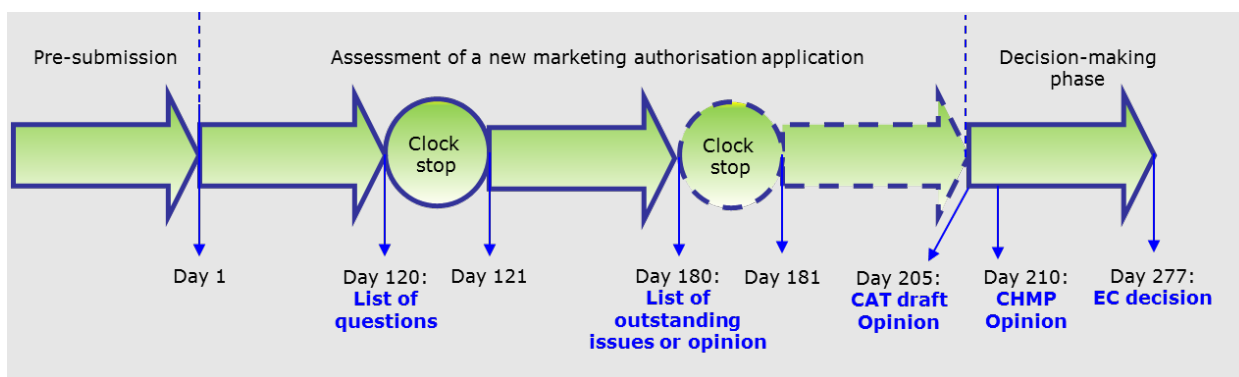 Pre-submission
Assessment of a new marketing authorisation application
Decision-making
phase
Clock
stop
Clock
stop
Day 1
Day 120:
List of
questions
Day 121
Day 180:
List of
outstanding
issues or opinion
Day 181
Day 205:
CAT draft
Opinion
Day 210:
CHMP
Opinion
Day 277:
EC decision